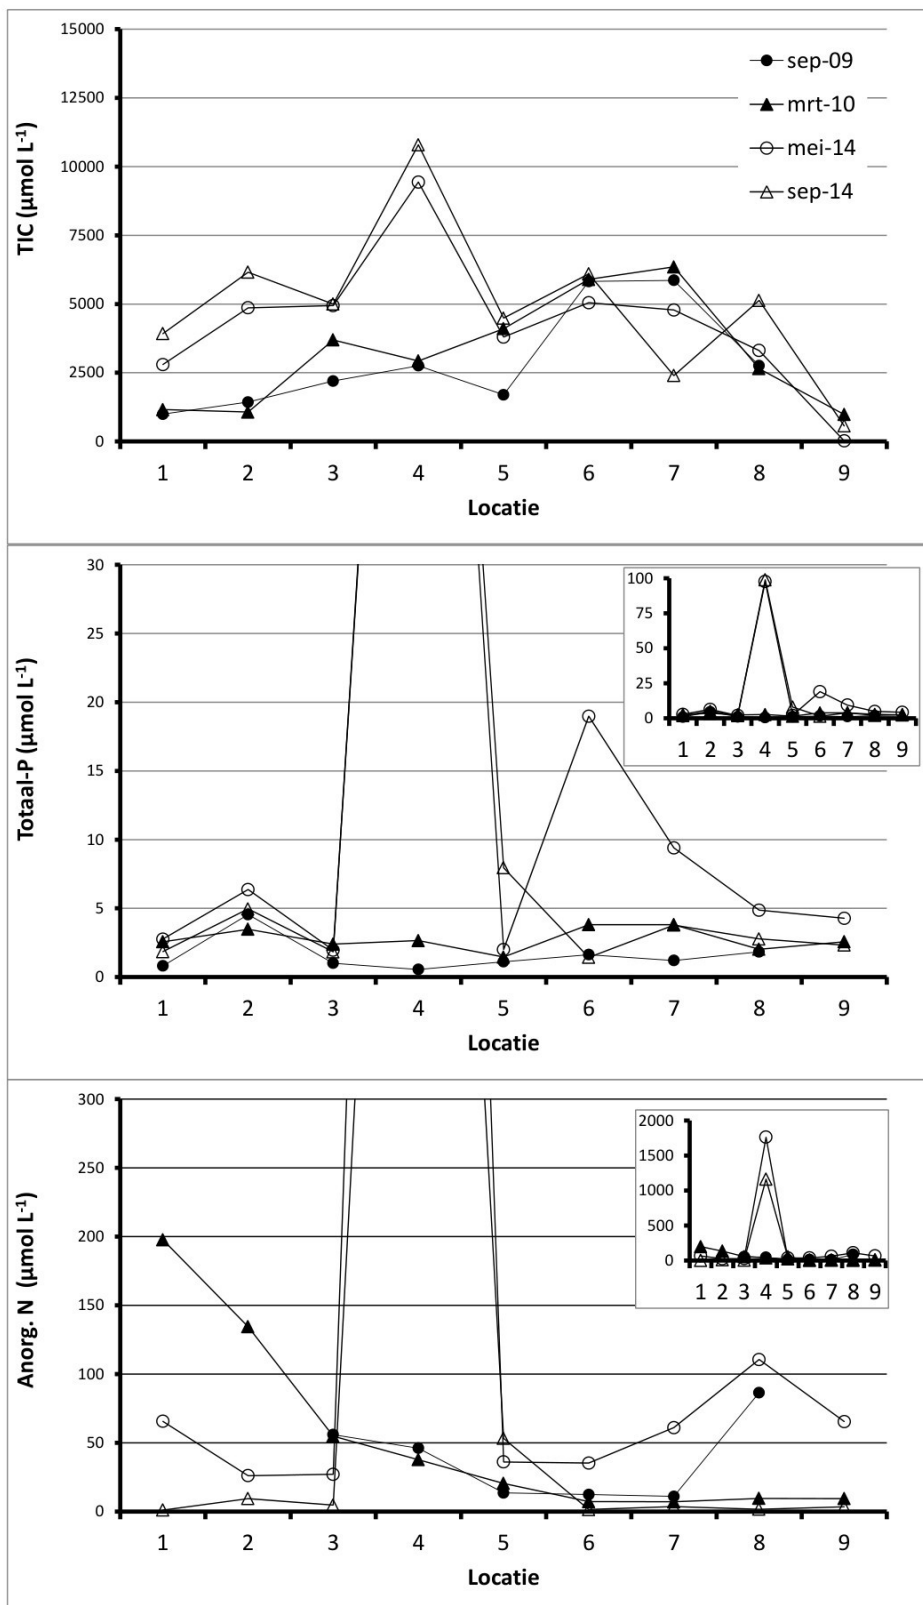 15000
12500
10000
7500
5000
2500
0
TIC (µmol L⁻¹)
sep-09
mrt-10
mei-14
sep-14
1 2 3 4 5 6 7 8 9
Locatie
30
25
20
15
10
5
0
Totaal-P (µmol L⁻¹)
100
75
50
25
0
1 2 3 4 5 6 7 8 9
1 2 3 4 5 6 7 8 9
Locatie
300
250
200
150
100
50
0
Anorg. N (µmol L⁻¹)
2000
1500
1000
500
0
1 2 3 4 5 6 7 8 9
1 2 3 4 5 6 7 8 9
Locatie